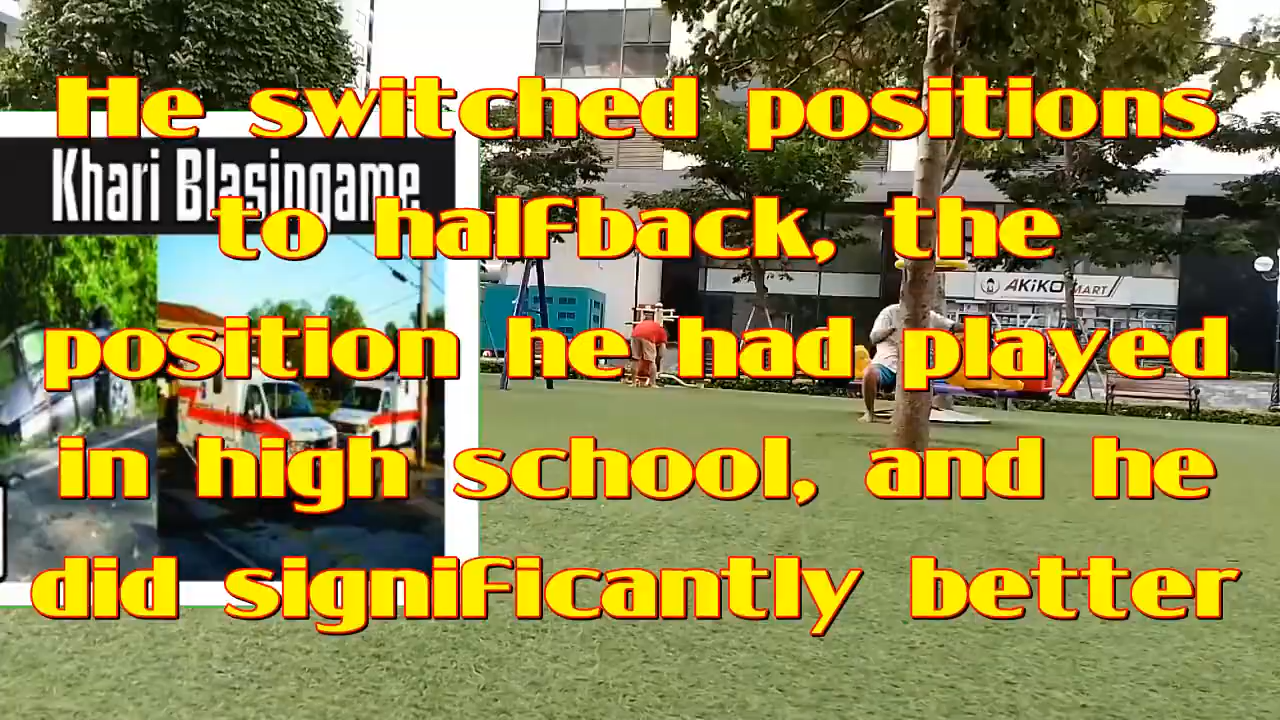 He switched positions
Khari Blasingame
to halfback, the
AKiKO MART
position he had played
in high school, and he
did significantly better